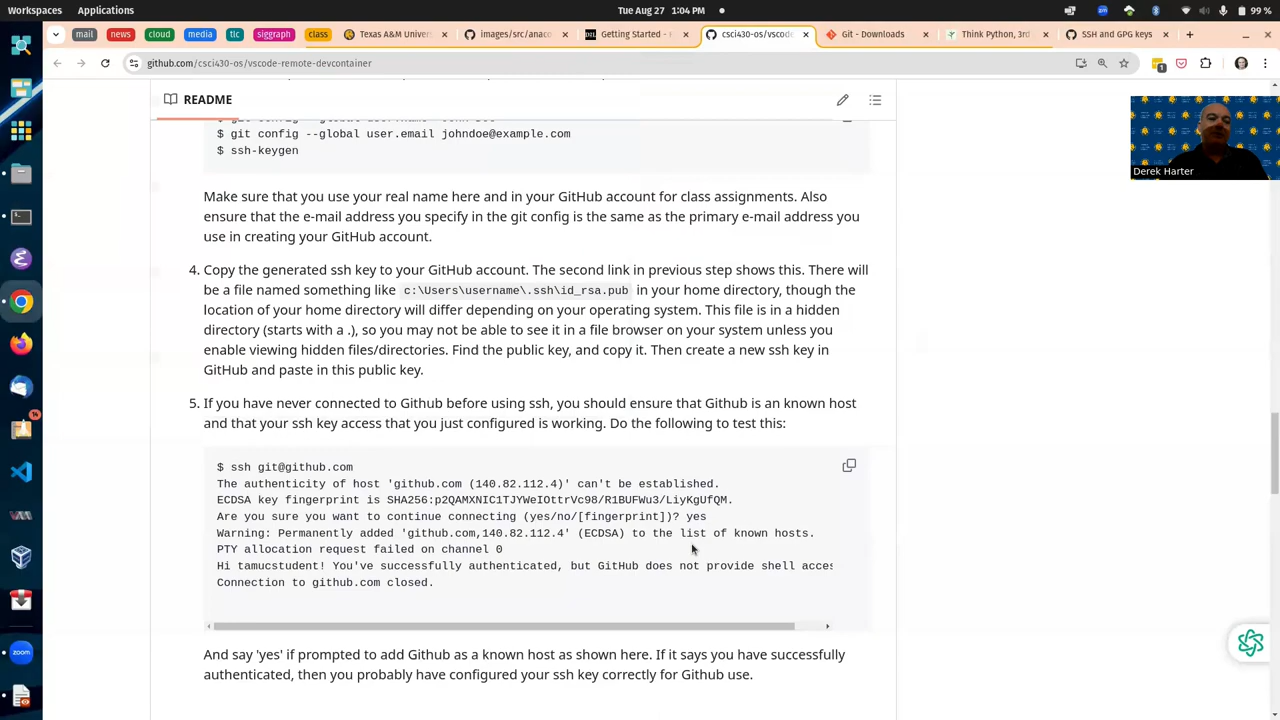 Workspaces Applications Tue Aug 27 1:04 PM 99 %
mail news cloud media tlc siggraph class Texas A&M Univer images/src/anaco Getting Started - csci430-os/vscode Git - Downloads Think Python, 3rd SSH and GPG keys
github.com/csci430-os/vscode-remote-devcontainer
README
$ git config --global user.email johndoe@example.com
$ ssh-keygen
Derek Harter
Make sure that you use your real name here and in your GitHub account for class assignments. Also
ensure that the e-mail address you specify in the git config is the same as the primary e-mail address you
use in creating your GitHub account.
4. Copy the generated ssh key to your GitHub account. The second link in previous step shows this. There will
be a file named something like c:\Users\username\.ssh\id_rsa.pub in your home directory, though the
location of your home directory will differ depending on your operating system. This file is in a hidden
directory (starts with a .), so you may not be able to see it in a file browser on your system unless you
enable viewing hidden files/directories. Find the public key, and copy it. Then create a new ssh key in
GitHub and paste in this public key.
5. If you have never connected to Github before using ssh, you should ensure that Github is an known host
and that your ssh key access that you just configured is working. Do the following to test this:
$ ssh git@github.com
The authenticity of host 'github.com (140.82.112.4)' can't be established.
ECDSA key fingerprint is SHA256:p2QAMXNIC1TJYWeIOttrVc98/R1BUFWu3/LiyKgUfQM.
Are you sure you want to continue connecting (yes/no/[fingerprint])? yes
Warning: Permanently added 'github.com,140.82.112.4' (ECDSA) to the list of known hosts.
PTY allocation request failed on channel 0
Hi tamucstudent! You've successfully authenticated, but GitHub does not provide shell acces
Connection to github.com closed.
And say 'yes' if prompted to add Github as a known host as shown here. If it says you have successfully
authenticated, then you probably have configured your ssh key correctly for Github use.